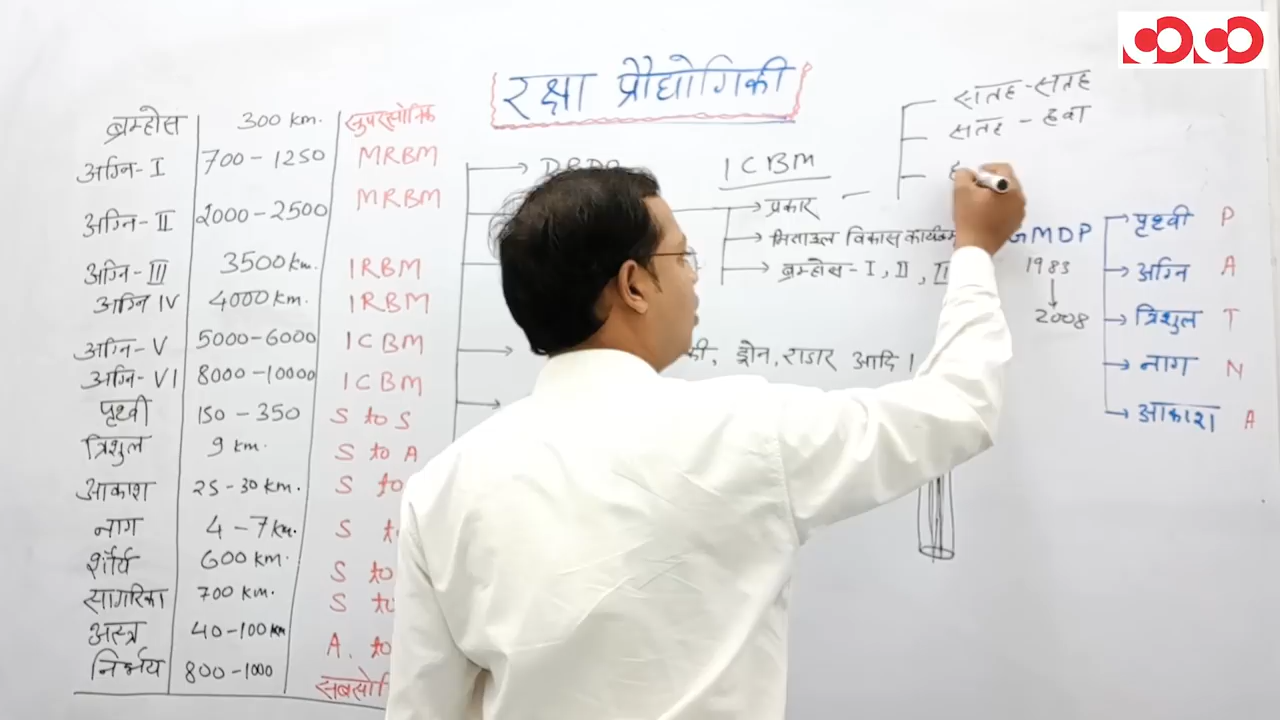 रक्षा प्रौद्योगिकी
ब्रम्होस 300 km. सुपरसोनिक
अग्नि-I 700-1250 MRBM
अग्नि-II 2000-2500 MRBM
अग्नि-III 3500 km. IRBM
अग्नि IV 4000 km. IRBM
अग्नि-V 5000-6000 ICBM
अग्नि-VI 8000-10000 ICBM
पृथ्वी 150-350 S to S
त्रिशुल 9 km. S to A
आकाश 25-30 km. S to
नाग 4-7 km. S
शौर्य 600 km. S to
सागरिका 700 km. S to
अस्त्र 40-100 km A. to
निर्भय 800-1000
DRDO
ICBM
प्रकार -
विकास कार्यक्रम
ब्रम्होस-I, II,
ड्रोन, राडार आदि।
सतह-सतह
सतह-हवा
MDP
1983
2008
पृथ्वी P
अग्नि A
त्रिशुल T
नाग N
आकाश A